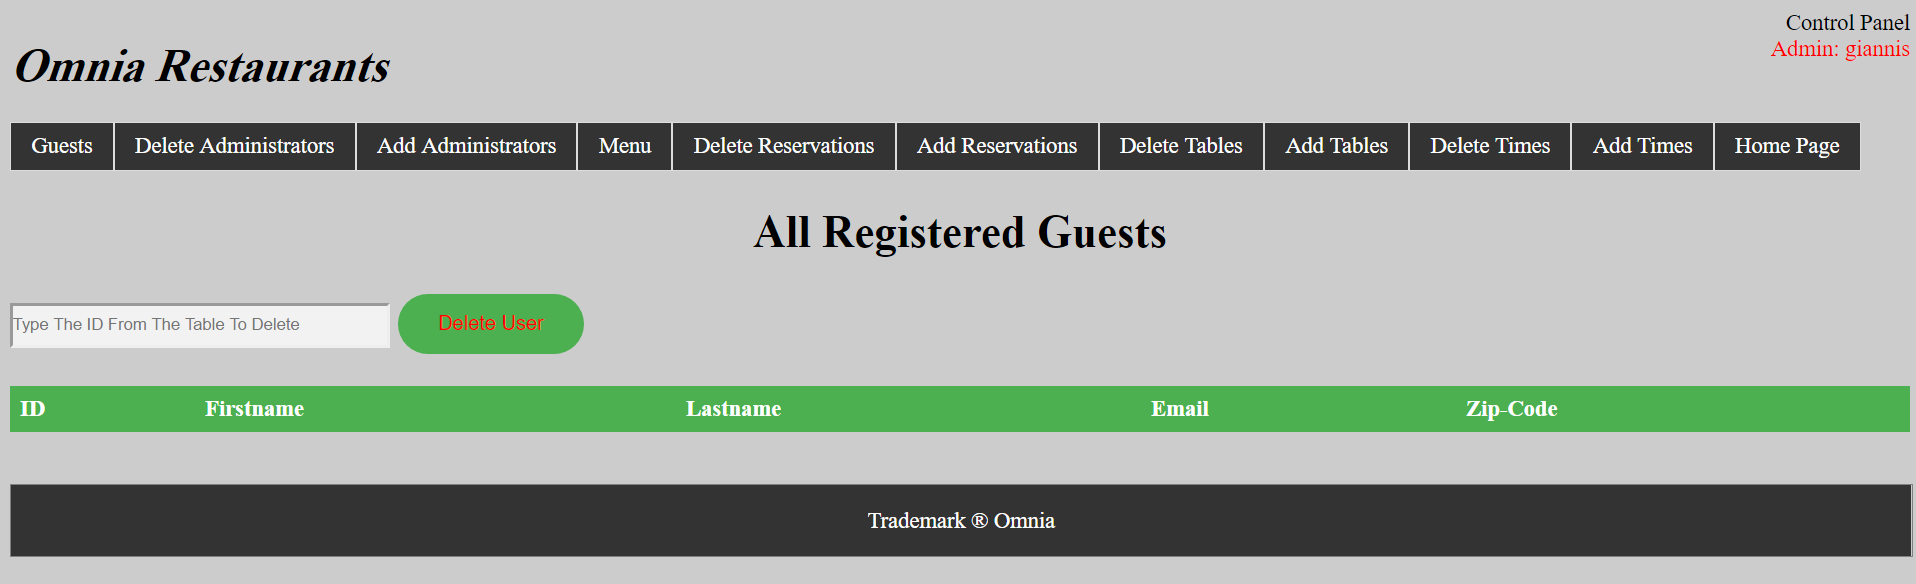 Control Panel
Admin: giannis
Omnia Restaurants
Guests Delete Administrators Add Administrators Menu Delete Reservations Add Reservations Delete Tables Add Tables Delete Times Add Times Home Page
All Registered Guests
Type The ID From The Table To Delete Delete User
ID Firstname Lastname Email Zip-Code
Trademark ® Omnia